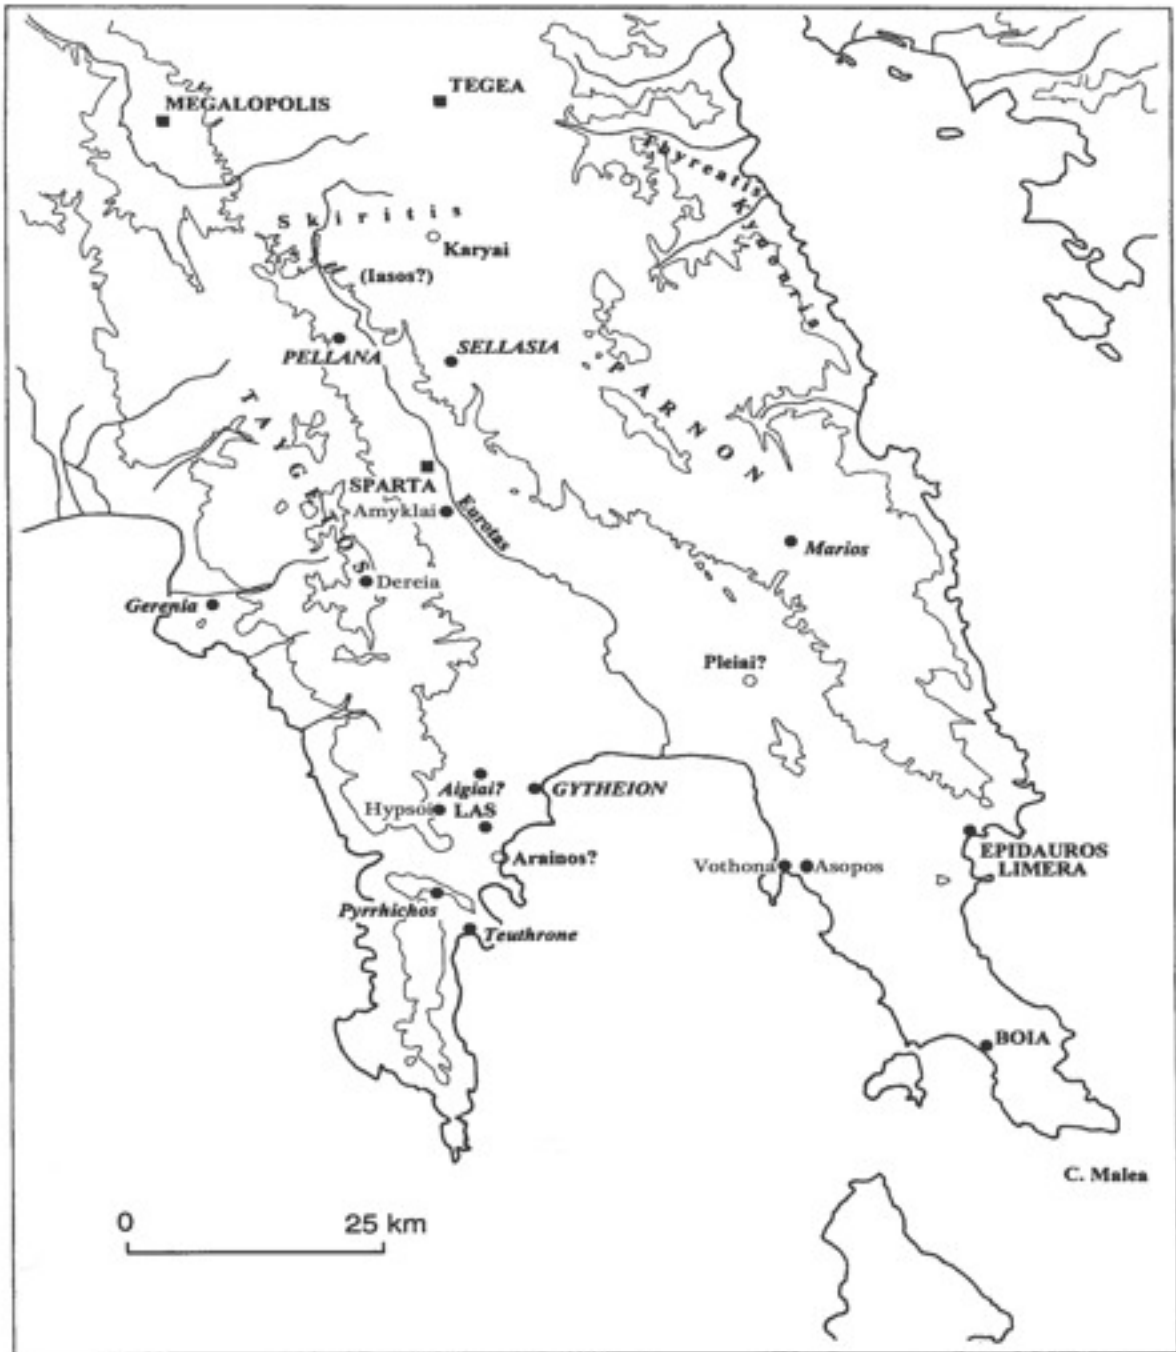 TEGEA
MEGALOPOLIS
Thyreatis
Kynouria
Skiritis
Karyai
(Iasos?)
PELLANA
SELLASIA
PARNON
TAYGETOS
SPARTA
Amyklai
Eurotas
Marios
Dereia
Gerenia
Pleiai?
Aigiai?
GYTHEION
Hypsoi
LAS
Arainos?
Vothona
Asopos
EPIDAUROS
LIMERA
Pyrrhichos
Teuthrone
BOIA
C. Malea
0
25 km